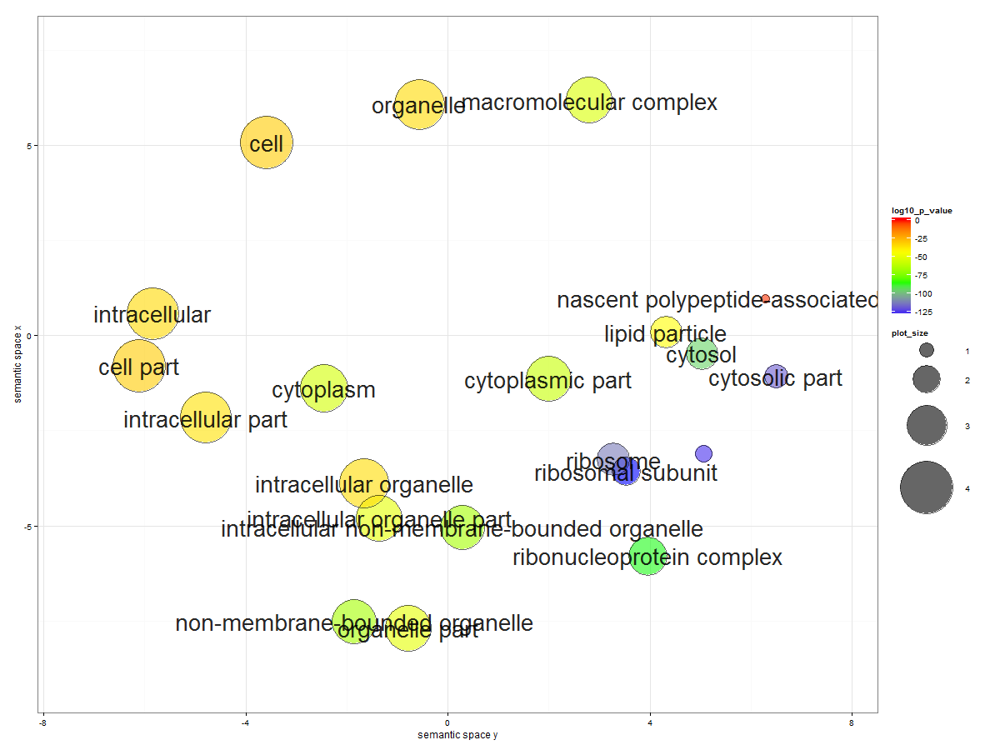 organelle
macromolecular complex
cell
5
log10_p_value
0
-25
-50
-75
-100
-125
nascent polypeptide-associated
intracellular
lipid particle
0
plot_size
1
cytosol
cell part
cytosolic part
semantic space x
cytoplasm
cytoplasmic part
2
intracellular part
3
ribosome
ribosomal subunit
intracellular organelle
4
intracellular organelle part
-5
intracellular non-membrane-bounded organelle
ribonucleoprotein complex
non-membrane-bounded organelle
organelle part
-8
-4
0
4
8
semantic space y